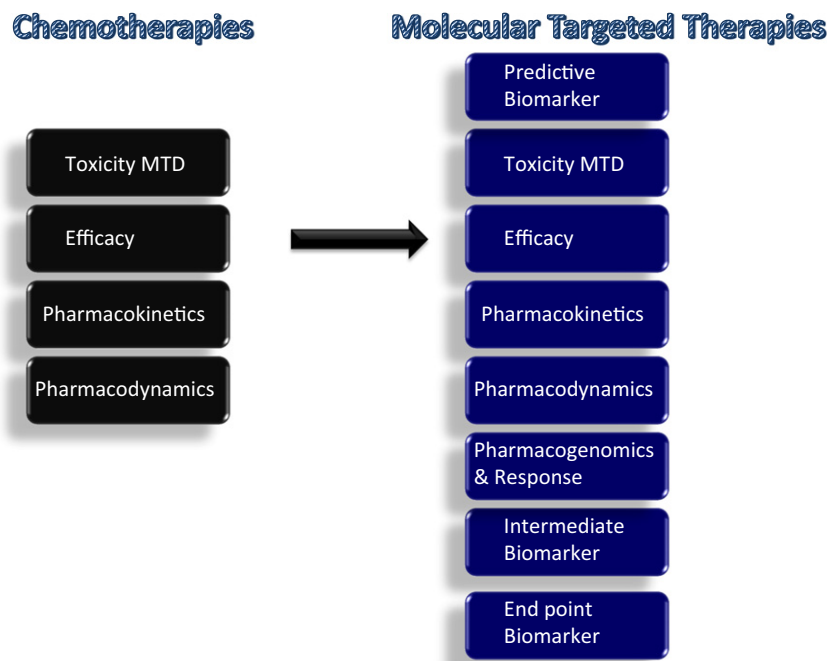 Chemotherapies
Toxicity MTD
Efficacy
Pharmacokinetics
Pharmacodynamics
Molecular Targeted Therapies
Predictive
Biomarker
Toxicity MTD
Efficacy
Pharmacokinetics
Pharmacodynamics
Pharmacogenomics
& Response
Intermediate
Biomarker
End point
Biomarker